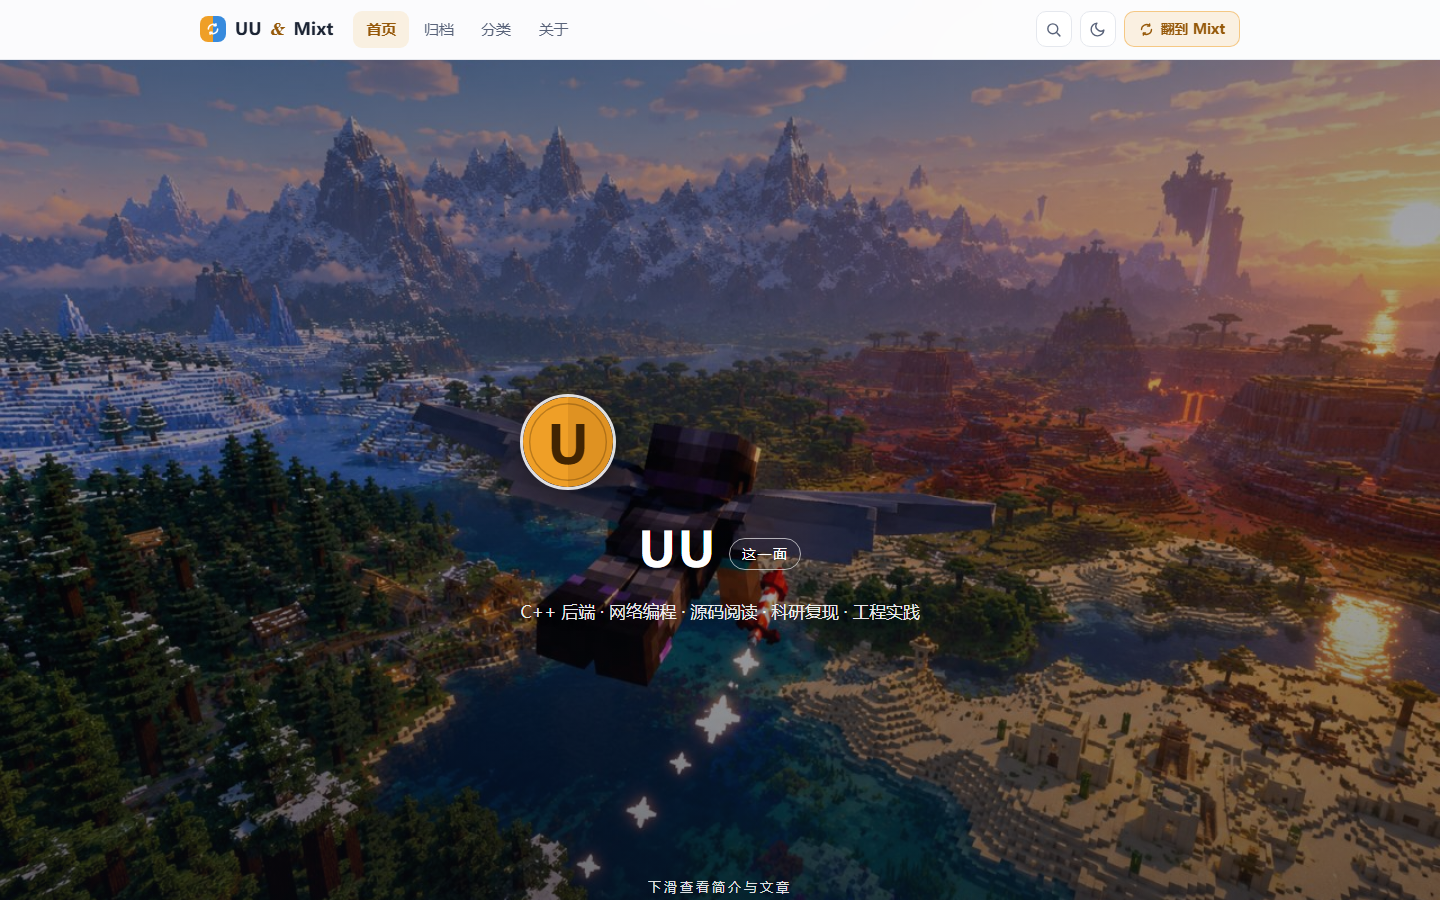 UU & Mixt 首页 归档 分类 关于 翻到 Mixt
U
UU 这一面
C++ 后端 · 网络编程 · 源码阅读 · 科研复现 · 工程实践
下滑查看简介与文章